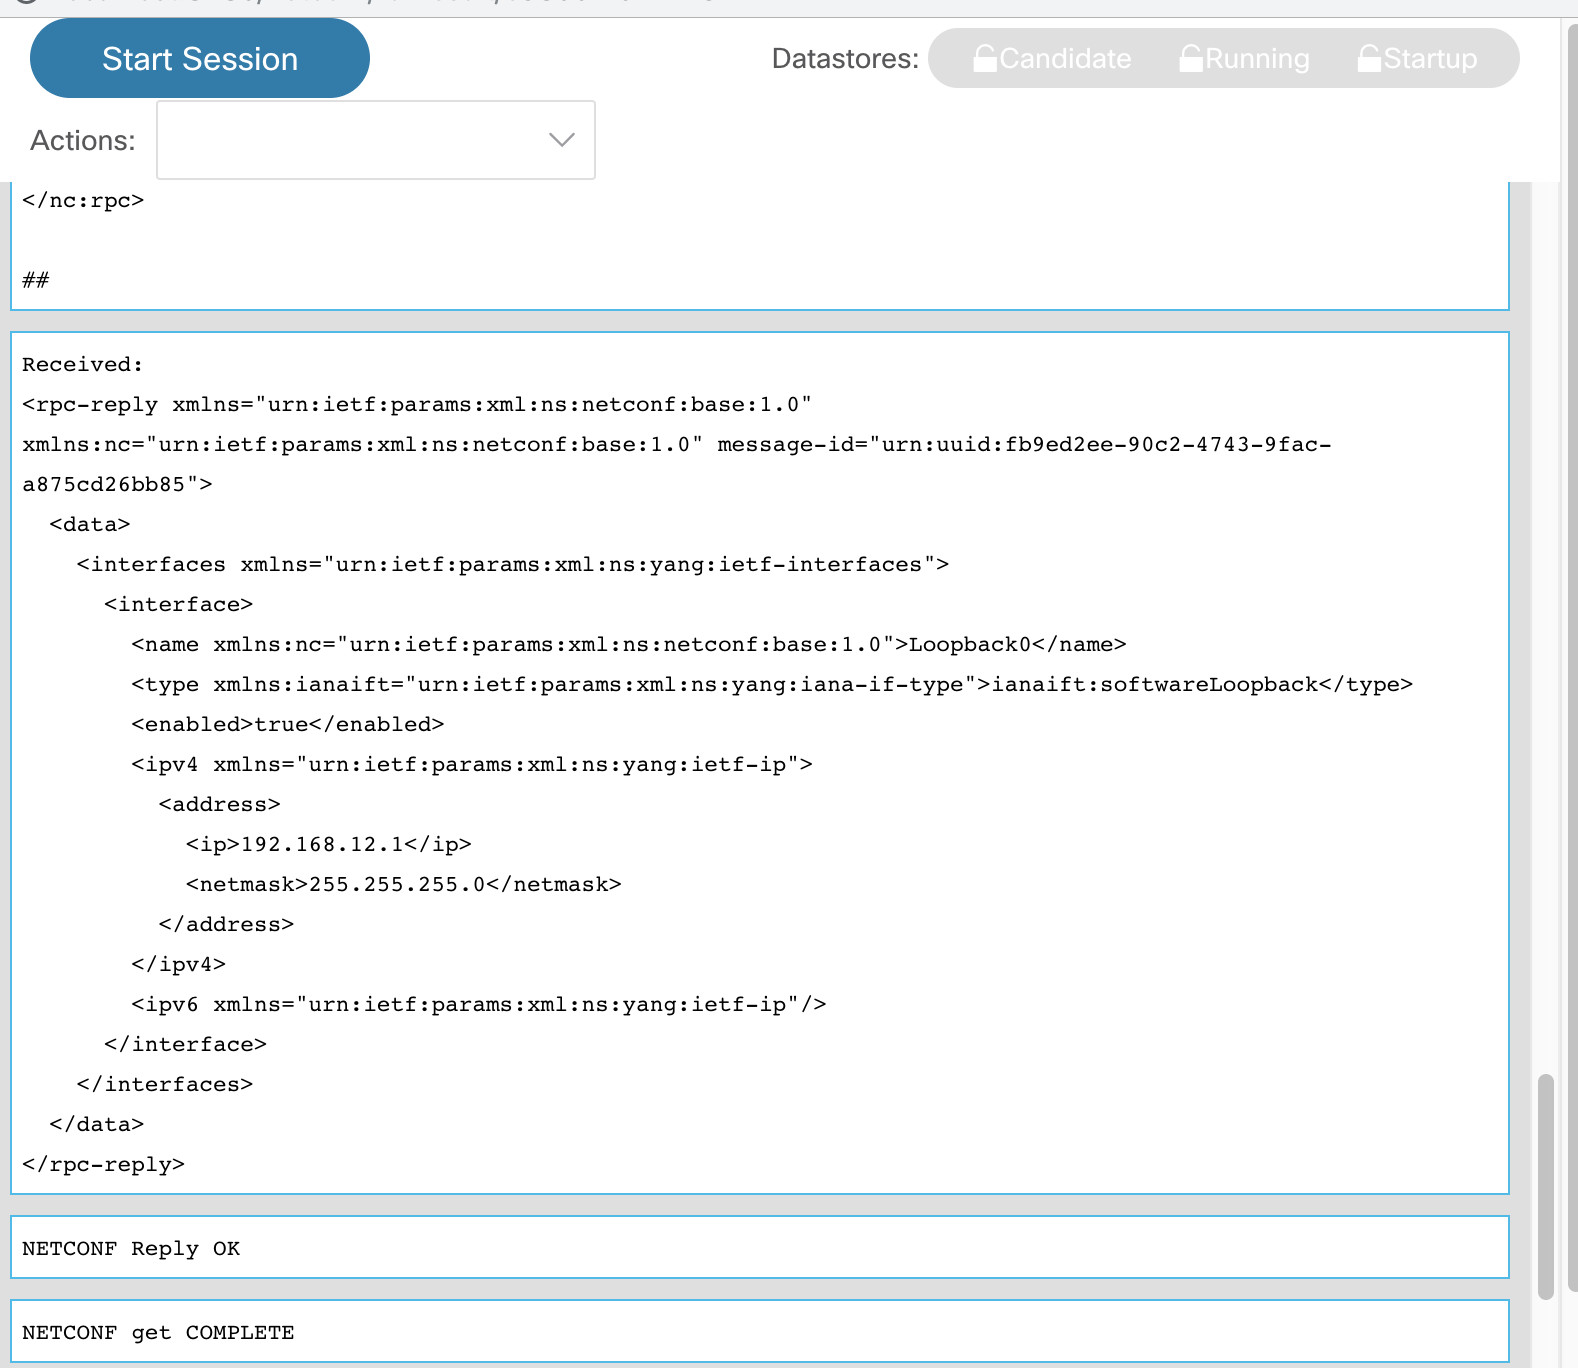 Start Session
Datastores: Candidate Running Startup
Actions:
</nc:rpc>
##
Received:
<rpc-reply xmlns="urn:ietf:params:xml:ns:netconf:base:1.0"
xmlns:nc="urn:ietf:params:xml:ns:netconf:base:1.0" message-id="urn:uuid:fb9ed2ee-90c2-4743-9fac-
a875cd26bb85">
  <data>
    <interfaces xmlns="urn:ietf:params:xml:ns:yang:ietf-interfaces">
      <interface>
        <name xmlns:nc="urn:ietf:params:xml:ns:netconf:base:1.0">Loopback0</name>
        <type xmlns:ianaift="urn:ietf:params:xml:ns:yang:iana-if-type">ianaift:softwareLoopback</type>
        <enabled>true</enabled>
        <ipv4 xmlns="urn:ietf:params:xml:ns:yang:ietf-ip">
          <address>
            <ip>192.168.12.1</ip>
            <netmask>255.255.255.0</netmask>
          </address>
        </ipv4>
        <ipv6 xmlns="urn:ietf:params:xml:ns:yang:ietf-ip"/>
      </interface>
    </interfaces>
  </data>
</rpc-reply>
NETCONF Reply OK
NETCONF get COMPLETE